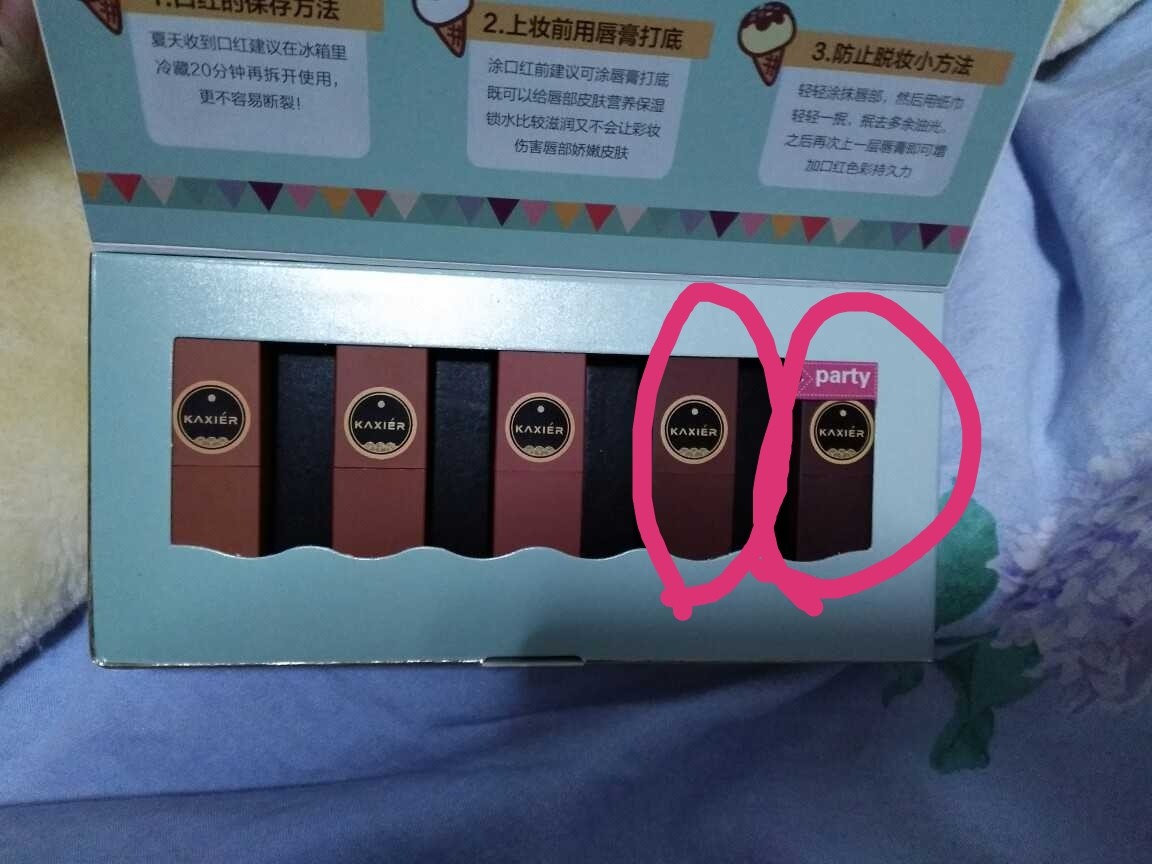 1.口红的保存方法
夏天收到口红建议在冰箱里
冷藏20分钟再拆开使用，
更不容易断裂！
2.上妆前用唇膏打底
涂口红前建议可涂唇膏打底
既可以给唇部皮肤营养保湿
锁水比较滋润又不会让彩妆
伤害唇部娇嫩皮肤
3.防止脱妆小方法
轻轻涂抹唇部，然后用纸巾
轻轻一抿，抿去多余油光，
之后再次上一层唇膏即可增
加口红色彩持久力
party
KAXIÉR
KAXIÉR
KAXIÉR
KAXIÉR
KAXIÉR